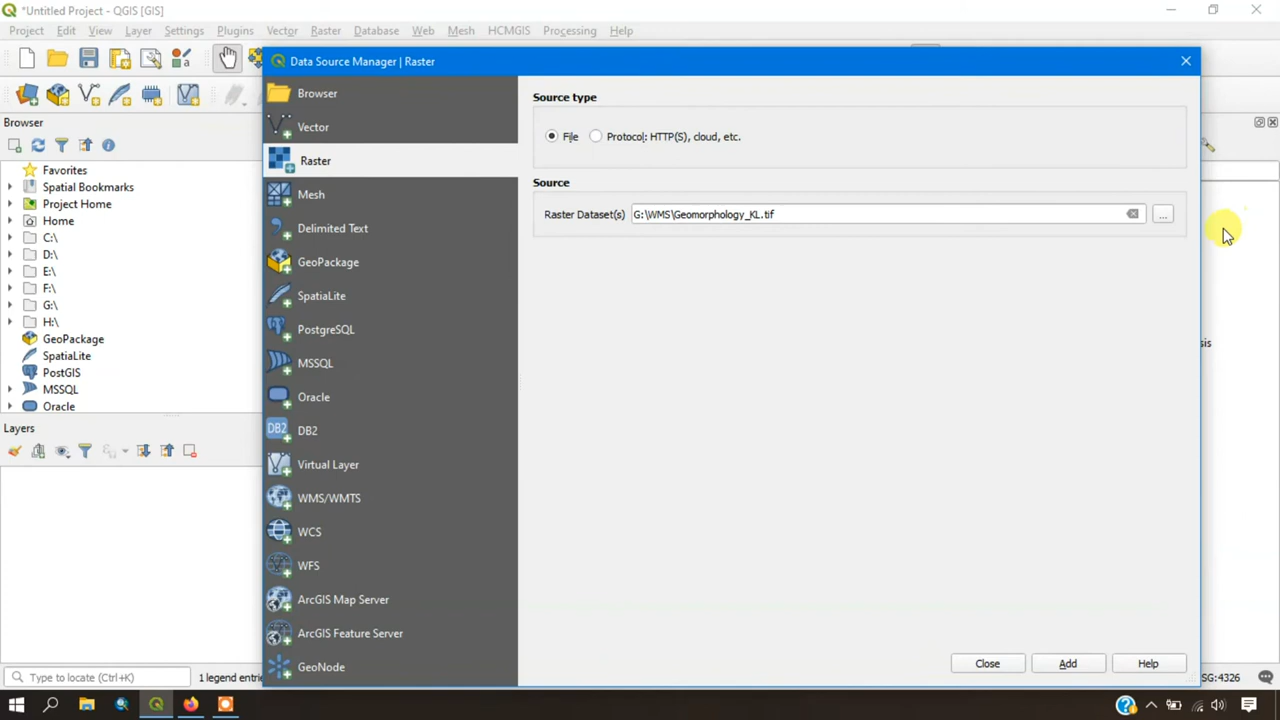 *Untitled Project - QGIS [GIS]
Project Edit View Layer Settings Plugins Vector Raster Database Web Mesh HCMGIS Processing Help
Data Source Manager | Raster
Browser
Favorites
Spatial Bookmarks
Project Home
Home
C:\
D:\
E:\
F:\
G:\
H:\
GeoPackage
SpatiaLite
PostGIS
MSSQL
Oracle
Layers
Browser
Vector
Raster
Mesh
Delimited Text
GeoPackage
SpatiaLite
PostgreSQL
MSSQL
Oracle
DB2
Virtual Layer
WMS/WMTS
WCS
WFS
ArcGIS Map Server
ArcGIS Feature Server
GeoNode
Source type
File Protocol: HTTP(S), cloud, etc.
Source
Raster Dataset(s) G:\WMS\Geomorphology_KL.tif ...
Close Add Help
sis
Type to locate (Ctrl+K) 1 legend entrie SG:4326